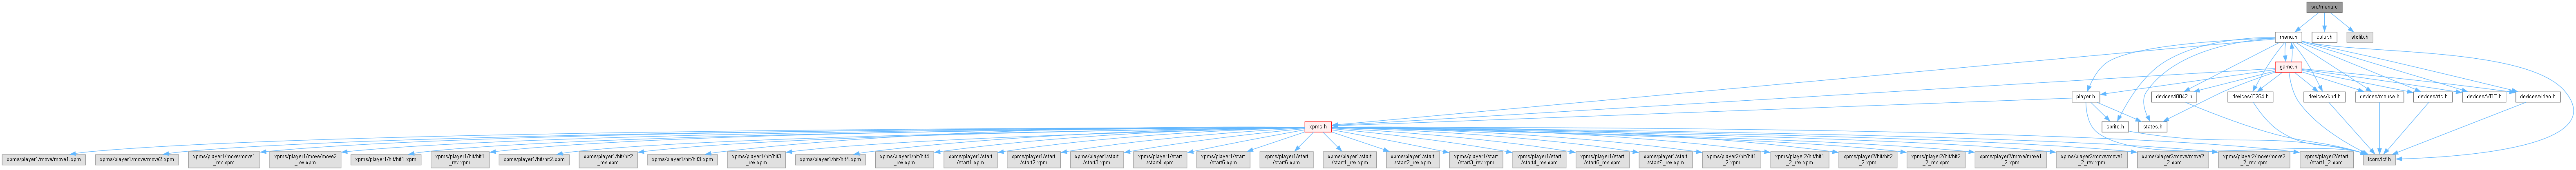 src/menu.c
menu.h
color.h
stdlib.h
game.h
player.h
devices/i8042.h
devices/i8254.h
devices/kbd.h
devices/mouse.h
devices/rtc.h
devices/VBE.h
devices/video.h
xpms.h
sprite.h
states.h
xpms/player1/move/move1.xpm
xpms/player1/move/move2.xpm
xpms/player1/move/move1
_rev.xpm
xpms/player1/move/move2
_rev.xpm
xpms/player1/hit/hit1.xpm
xpms/player1/hit/hit1
_rev.xpm
xpms/player1/hit/hit2.xpm
xpms/player1/hit/hit2
_rev.xpm
xpms/player1/hit/hit3.xpm
xpms/player1/hit/hit3
_rev.xpm
xpms/player1/hit/hit4.xpm
xpms/player1/hit/hit4
_rev.xpm
xpms/player1/start
/start1.xpm
xpms/player1/start
/start2.xpm
xpms/player1/start
/start3.xpm
xpms/player1/start
/start4.xpm
xpms/player1/start
/start5.xpm
xpms/player1/start
/start6.xpm
xpms/player1/start
/start1_rev.xpm
xpms/player1/start
/start2_rev.xpm
xpms/player1/start
/start3_rev.xpm
xpms/player1/start
/start4_rev.xpm
xpms/player1/start
/start5_rev.xpm
xpms/player1/start
/start6_rev.xpm
xpms/player2/hit/hit1
_2.xpm
xpms/player2/hit/hit1
_2_rev.xpm
xpms/player2/hit/hit2
_2.xpm
xpms/player2/hit/hit2
_2_rev.xpm
xpms/player2/move/move1
_2.xpm
xpms/player2/move/move1
_2_rev.xpm
xpms/player2/move/move2
_2.xpm
xpms/player2/move/move2
_2_rev.xpm
xpms/player2/start
/start1_2.xpm
lcom/lcf.h